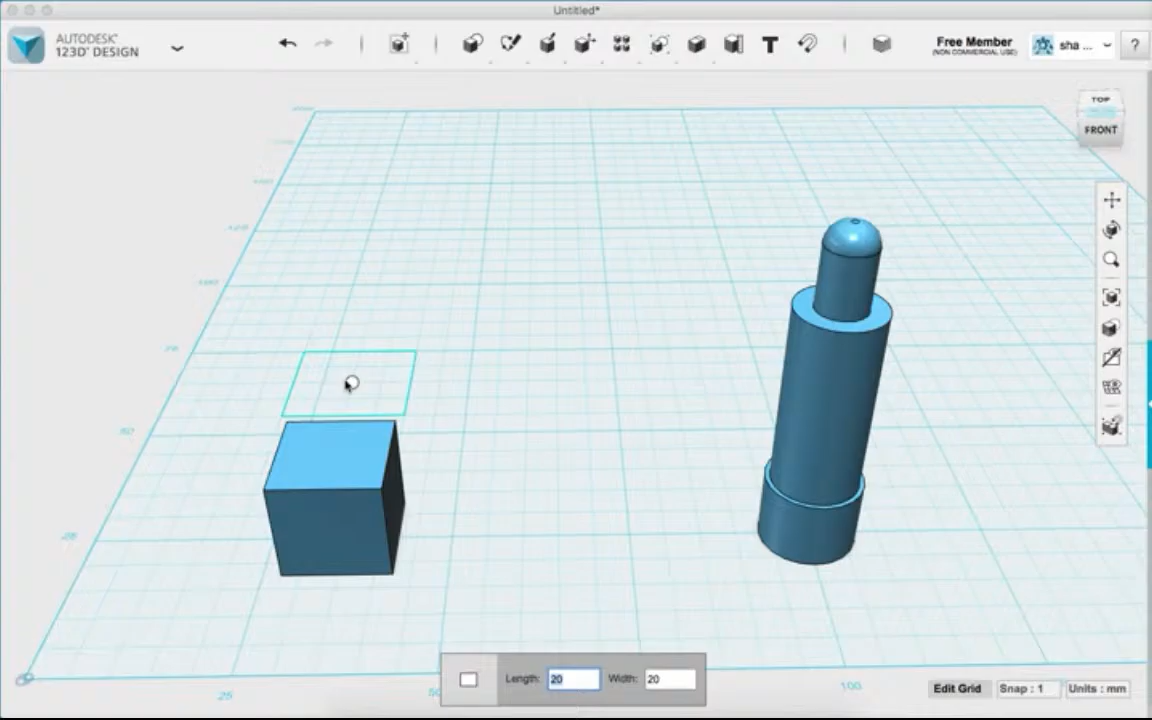 Untitled*
AUTODESK®
123D® DESIGN
Free Member
(NON COMMERCIAL USE)
sha ...
?
TOP
FRONT
25
50
100
Length: 20 Width: 20
Edit Grid Snap : 1 Units : mm